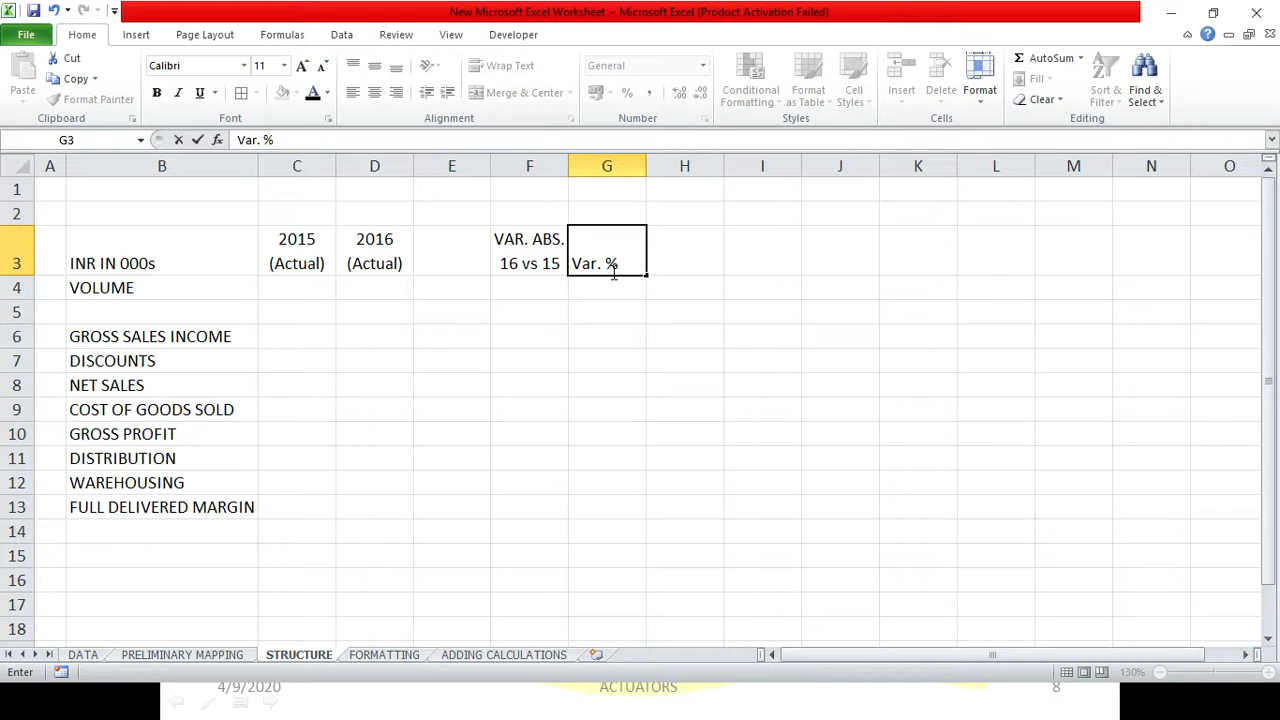 New Microsoft Excel Worksheet - Microsoft Excel (Product Activation Failed)
File Home Insert Page Layout Formulas Data Review View Developer
Paste
Cut
Copy
Format Painter
Clipboard
Calibri 11
B I U A
Font
Wrap Text
Merge & Center
Alignment
General
% ,
Number
Conditional Formatting
Format as Table
Cell Styles
Styles
Insert Delete Format
Cells
Σ AutoSum
Fill
Clear
Sort & Filter
Find & Select
Editing
G3 fx Var. %
A B C D E F G H I J K L M N O
1
2
3 INR IN 000s 2015 (Actual) 2016 (Actual) VAR. ABS. 16 vs 15 Var. %
4 VOLUME
5
6 GROSS SALES INCOME
7 DISCOUNTS
8 NET SALES
9 COST OF GOODS SOLD
10 GROSS PROFIT
11 DISTRIBUTION
12 WAREHOUSING
13 FULL DELIVERED MARGIN
14
15
16
17
18
DATA PRELIMINARY MAPPING STRUCTURE FORMATTING ADDING CALCULATIONS
Enter 130%
4/9/2020 ACTUATORS 8